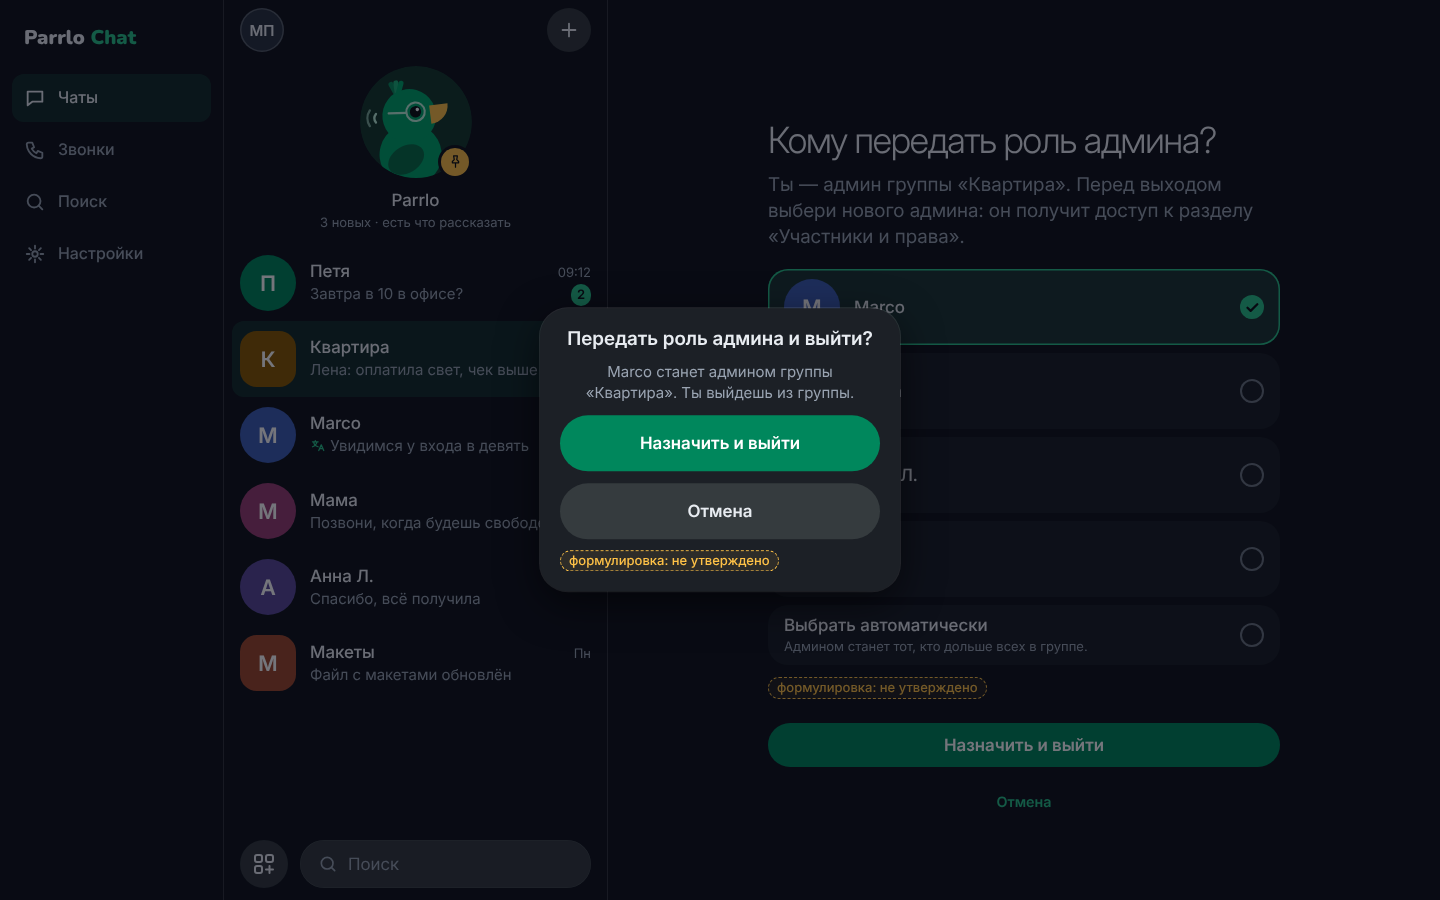 Parrlo Chat
Чаты
Звонки
Поиск
Настройки
МП
Parrlo
3 новых · есть что рассказать
П
Петя
09:12
Завтра в 10 в офисе?
2
К
Квартира
Лена: оплатила свет, чек выше
М
Marco
Увидимся у входа в девять
М
Мама
Позвони, когда будешь свобод
А
Анна Л.
Спасибо, всё получила
М
Макеты
Пн
Файл с макетами обновлён
Поиск
Кому передать роль админа?
Ты — админ группы «Квартира». Перед выходом
выбери нового админа: он получит доступ к разделу
«Участники и права».
M
Marco
Л.
Выбрать автоматически
Админом станет тот, кто дольше всех в группе.
формулировка: не утверждено
Назначить и выйти
Отмена
Передать роль админа и выйти?
Marco станет админом группы
«Квартира». Ты выйдешь из группы.
Назначить и выйти
Отмена
формулировка: не утверждено